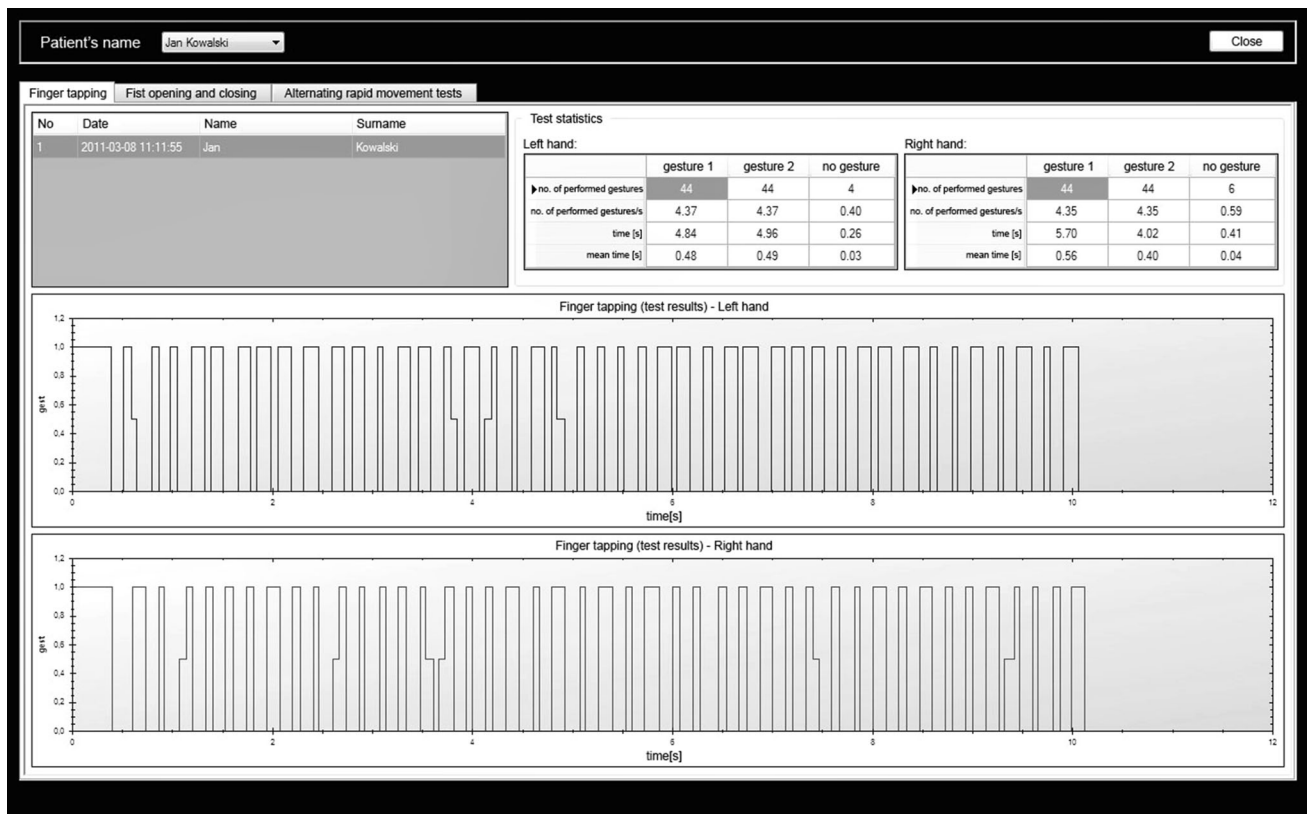 Patient's name Jan Kowalski Close
Finger tapping Fist opening and closing Alternating rapid movement tests
No Date Name Surname
1 2011-03-08 11:11:55 Jan Kowalski
Test statistics
Left hand:
gesture 1 gesture 2 no gesture
no. of performed gestures 44 44 4
no. of performed gestures/s 4.37 4.37 0.40
time [s] 4.84 4.96 0.26
mean time [s] 0.48 0.49 0.03
Right hand:
gesture 1 gesture 2 no gesture
no. of performed gestures 44 44 6
no. of performed gestures/s 4.35 4.35 0.59
time [s] 5.70 4.02 0.41
mean time [s] 0.56 0.40 0.04
Finger tapping (test results) - Left hand
1,2
1,0
0,8
0,6
0,4
0,2
0,0
gest
0 2 4 6 8 10 12
time[s]
Finger tapping (test results) - Right hand
1,2
1,0
0,8
0,6
0,4
0,2
0,0
gest
0 2 4 6 8 10 12
time[s]